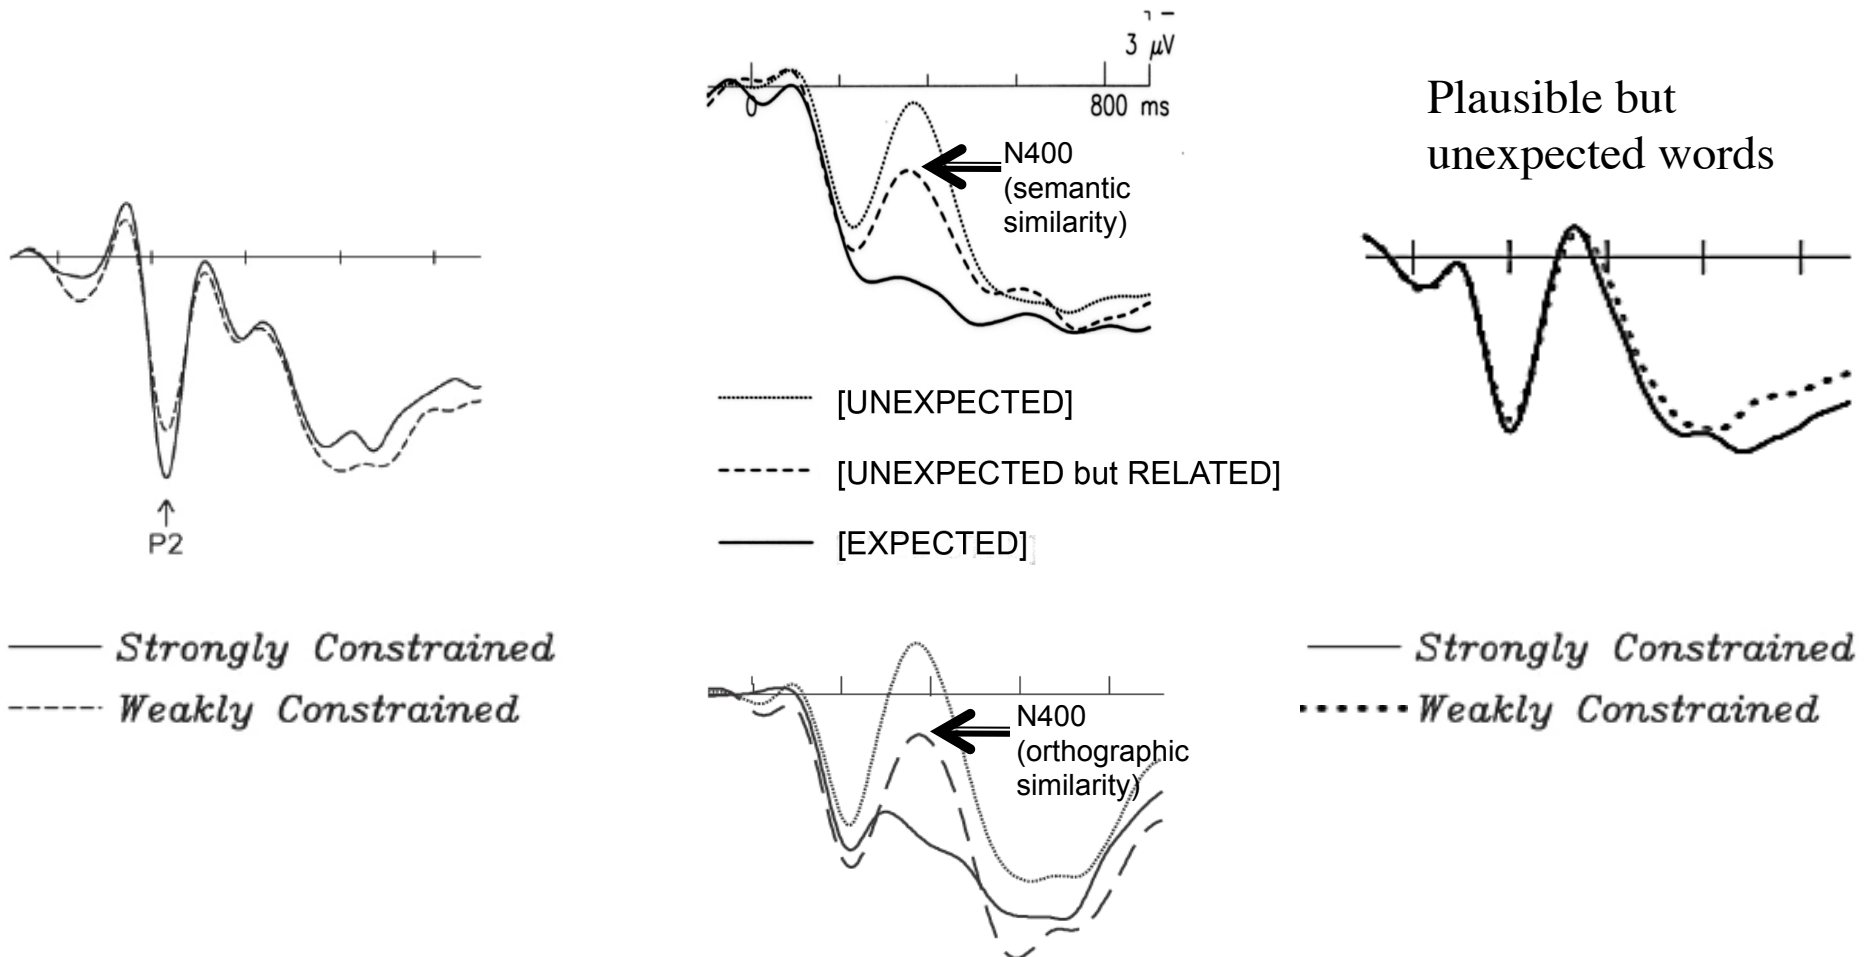 3 µV
0
800 ms
N400
(semantic
similarity)
Plausible but
unexpected words
P2
[UNEXPECTED]
[UNEXPECTED but RELATED]
[EXPECTED]
Strongly Constrained
Weakly Constrained
N400
(orthographic
similarity)
Strongly Constrained
Weakly Constrained